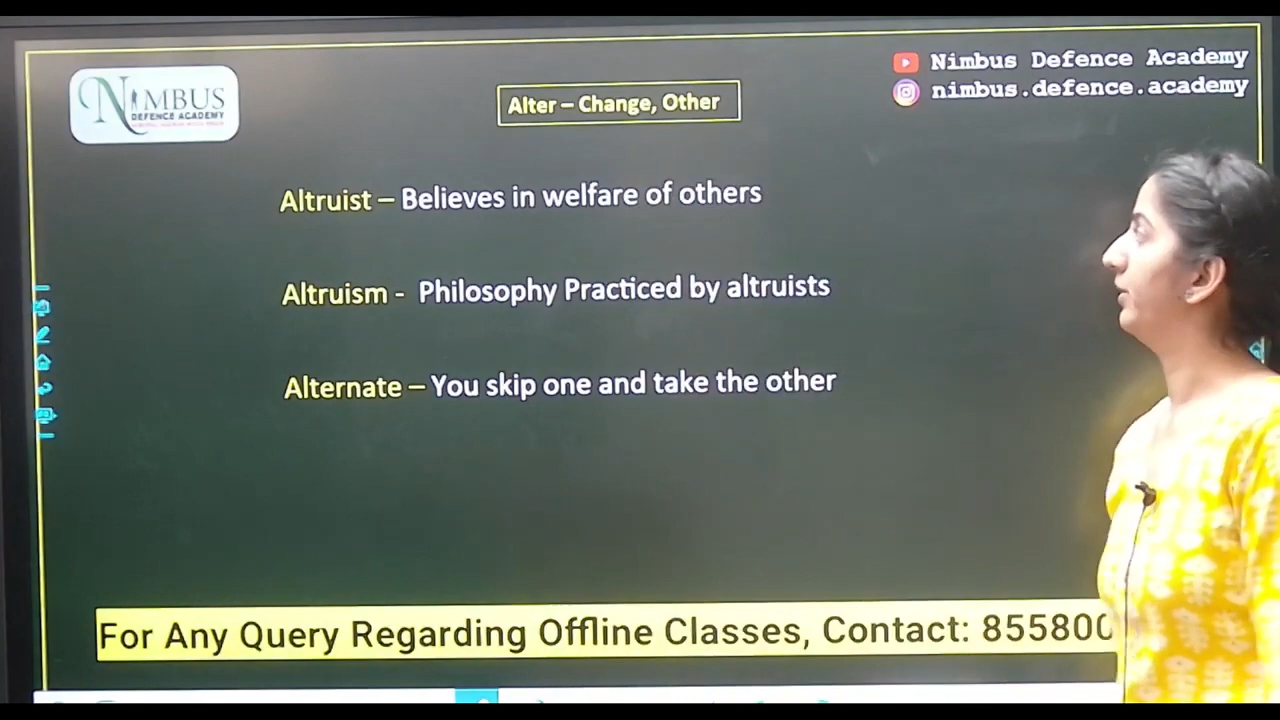 NIMBUS
DEFENCE ACADEMY
Alter – Change, Other
Nimbus Defence Academy
nimbus.defence.academy
Altruist – Believes in welfare of others
Altruism - Philosophy Practiced by altruists
Alternate – You skip one and take the other
For Any Query Regarding Offline Classes, Contact: 855800